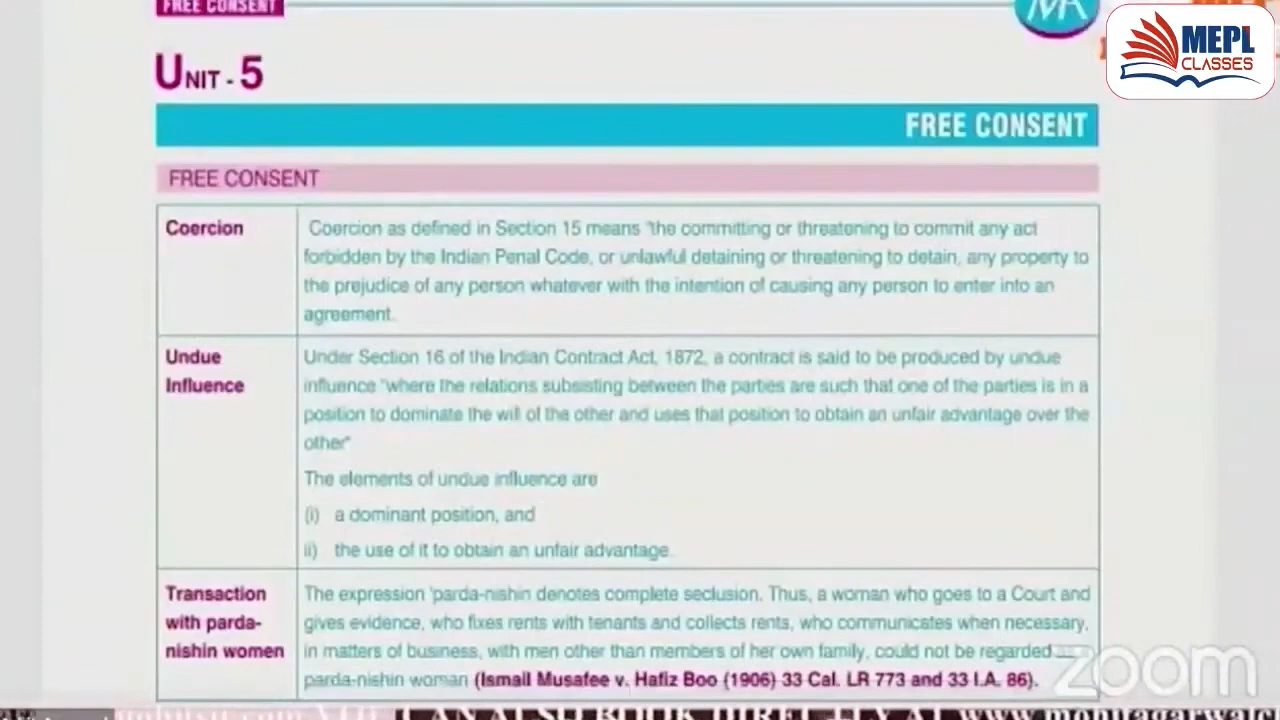 FREE CONSENT
MEPL
CLASSES
UNIT - 5
FREE CONSENT
FREE CONSENT
Coercion
Coercion as defined in Section 15 means "the committing or threatening to commit any act
forbidden by the Indian Penal Code, or unlawful detaining or threatening to detain, any property to
the prejudice of any person whatever with the intention of causing any person to enter into an
agreement.
Undue
Influence
Under Section 16 of the Indian Contract Act, 1872, a contract is said to be produced by undue
influence "where the relations subsisting between the parties are such that one of the parties is in a
position to dominate the will of the other and uses that position to obtain an unfair advantage over the
other"
The elements of undue influence are
(i) a dominant position, and
ii) the use of it to obtain an unfair advantage.
Transaction
with parda-
nishin women
The expression 'parda-nishin denotes complete seclusion. Thus, a woman who goes to a Court and
gives evidence, who fixes rents with tenants and collects rents, who communicates when necessary,
in matters of business, with men other than members of her own family, could not be regarded
parda-nishin woman (Ismail Musafee v. Hafiz Boo (1906) 33 Cal. LR 773 and 33 I.A. 86).
zoom